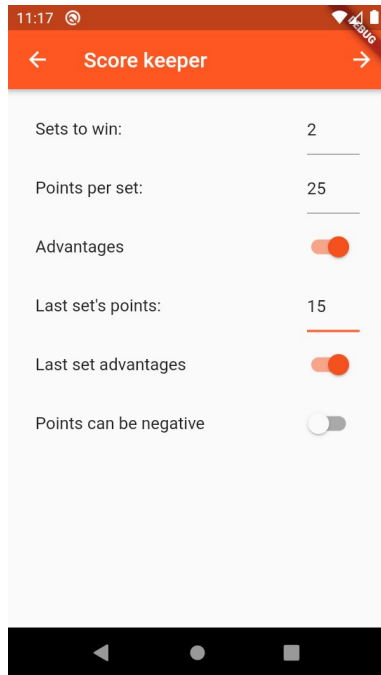 11:17
DEBUG
Score keeper
Sets to win: 2
Points per set: 25
Advantages
Last set's points: 15
Last set advantages
Points can be negative